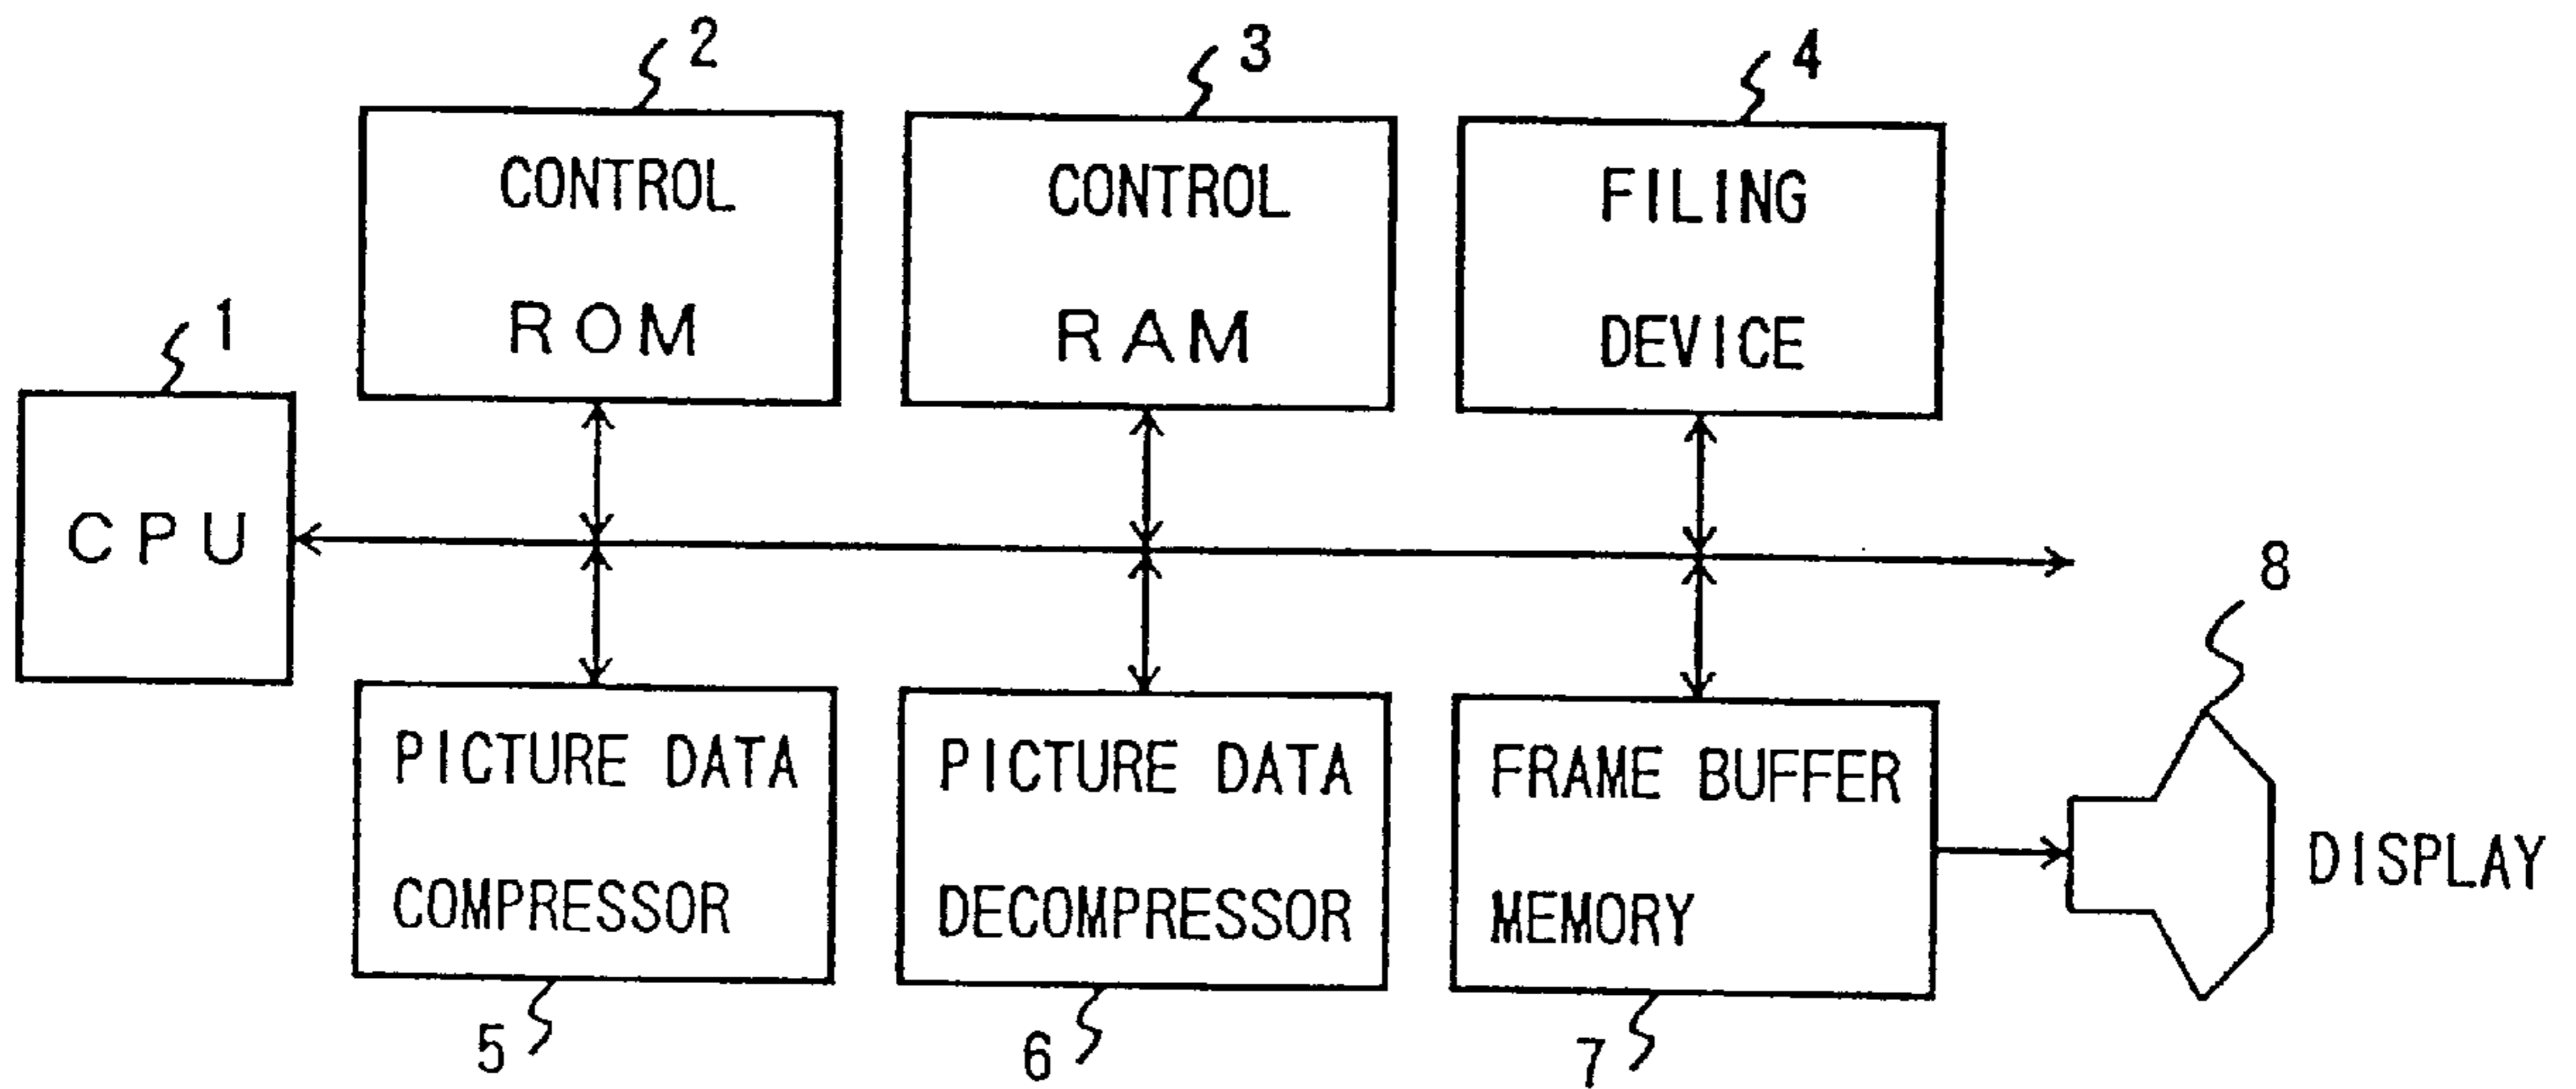 2
3
4
CONTROL
ROM
CONTROL
RAM
FILING
DEVICE
1
CPU
8
PICTURE DATA
COMPRESSOR
PICTURE DATA
DECOMPRESSOR
FRAME BUFFER
MEMORY
DISPLAY
5
6
7